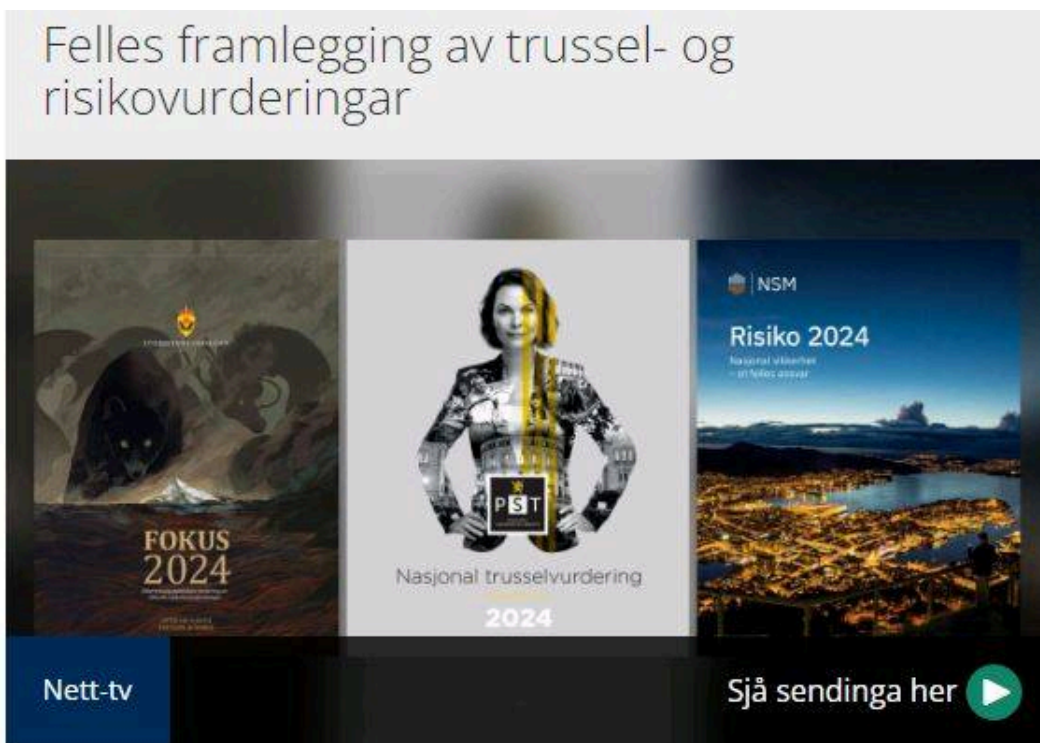 Felles framlegging av trussel- og
risikovurderingar
FOKUS
2024
PST
Nasjonal trusselvurdering
2024
NSM
Risiko 2024
Nasjonal sikkerhet
– et felles ansvar
Nett-tv
Sjå sendinga her